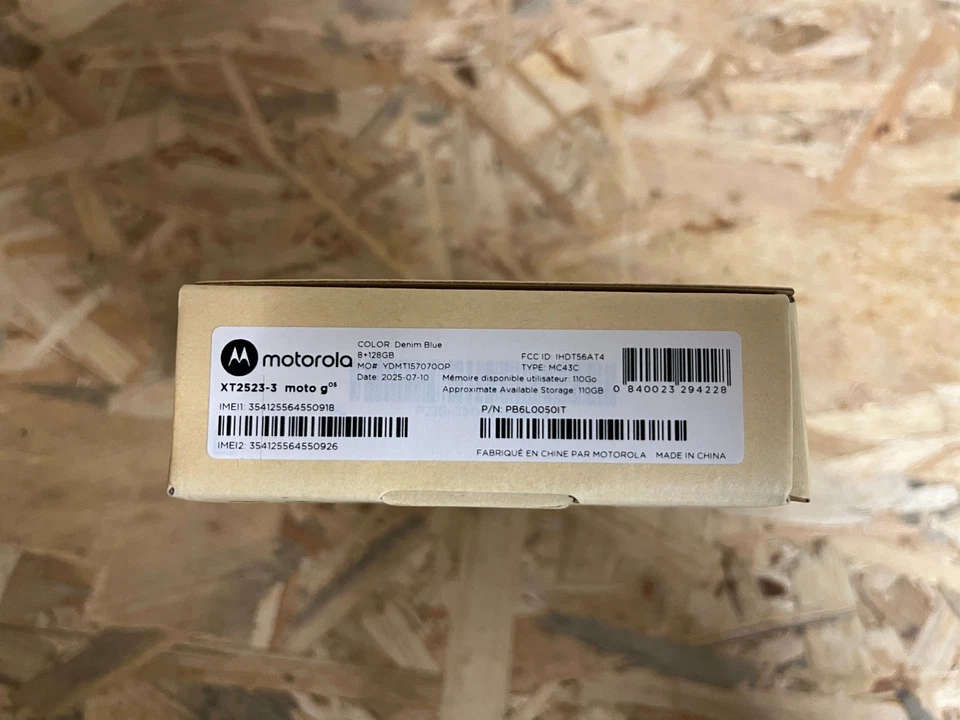 motorola
XT2523-3 moto g05
COLOR: Denim Blue
8+128GB
MO#: YDMT157070OP
Date: 2025-07-10
FCC ID: IHDT56AT4
TYPE: MC43C
Mémoire disponible utilisateur: 110Go
Approximate Available Storage: 110GB
0 840023 294228
IMEI1: 354125564550918
IMEI2: 354125564550926
P/N: PB6L0050IT
FABRIQUÉ EN CHINE PAR MOTOROLA MADE IN CHINA